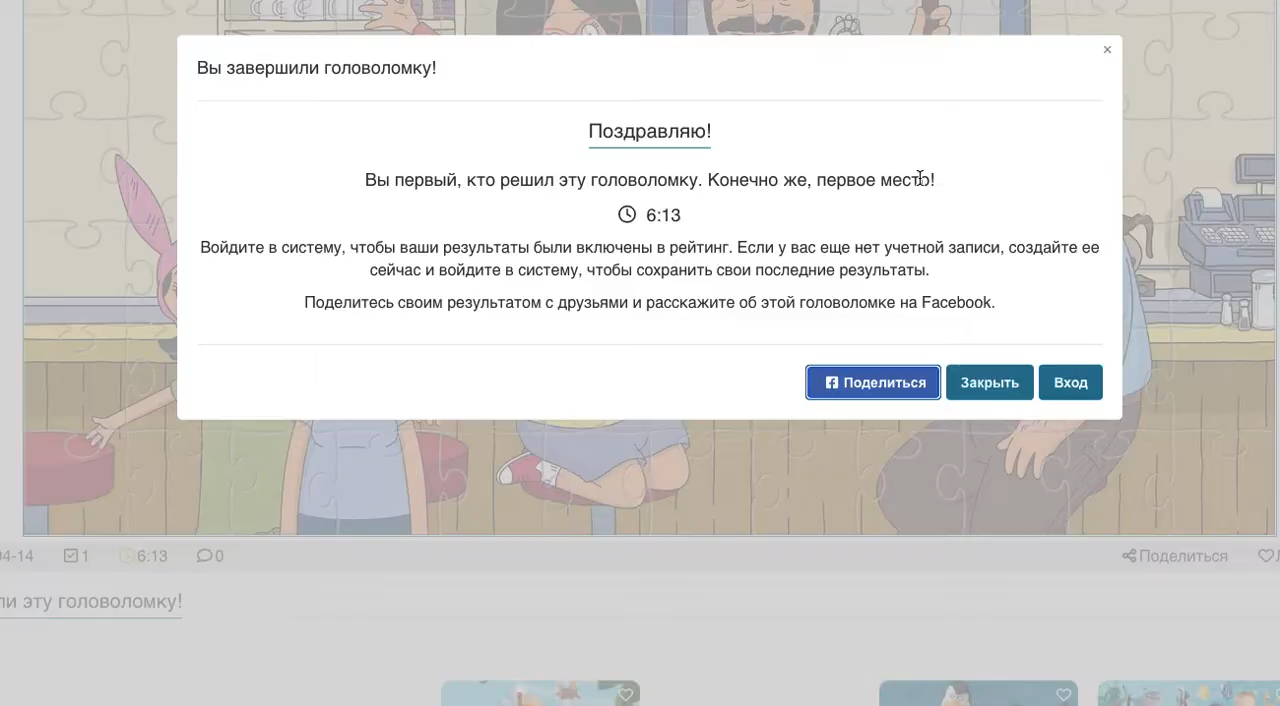 Вы завершили головоломку!
×
Поздравляю!
Вы первый, кто решил эту головоломку. Конечно же, первое место!
6:13
Войдите в систему, чтобы ваши результаты были включены в рейтинг. Если у вас еще нет учетной записи, создайте ее
сейчас и войдите в систему, чтобы сохранить свои последние результаты.
Поделитесь своим результатом с друзьями и расскажите об этой головоломке на Facebook.
Поделиться Закрыть Вход
04-14 1 6:13 0 Поделиться
эту головоломку!